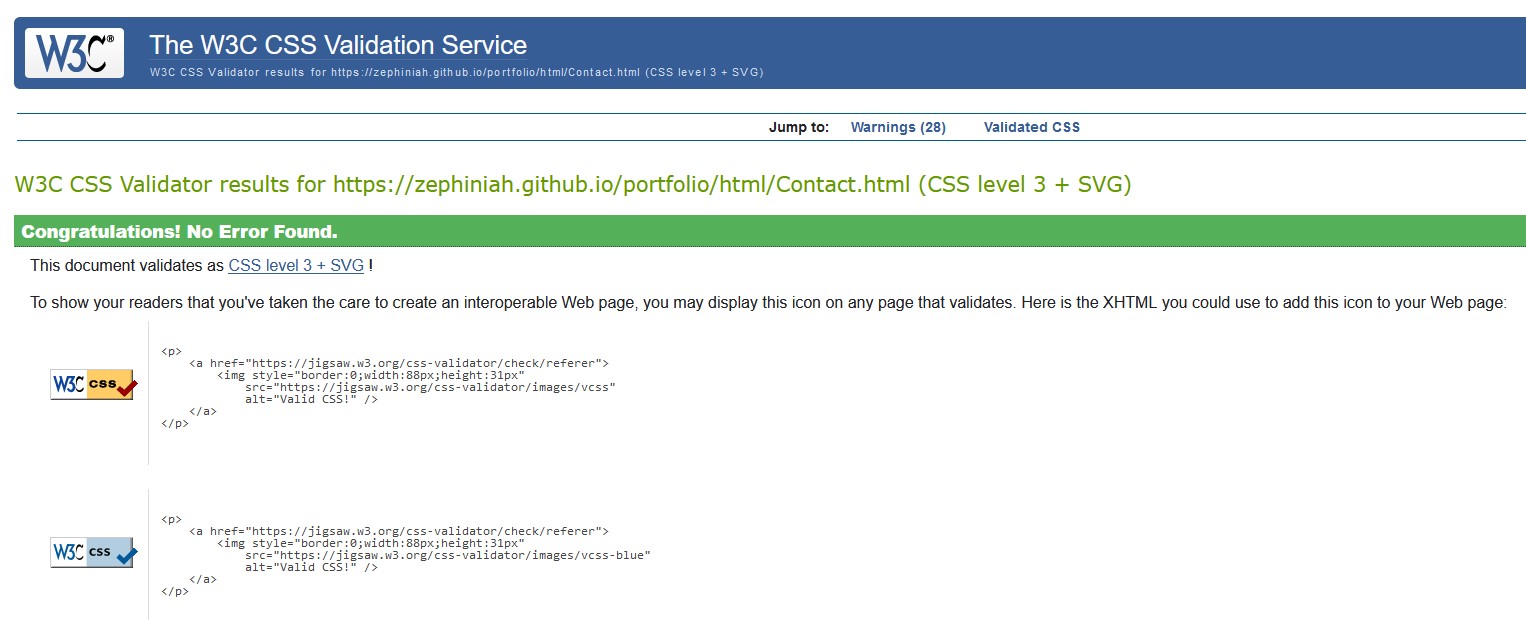 W3C®
The W3C CSS Validation Service
W3C CSS Validator results for https://zephiniah.github.io/portfolio/html/Contact.html (CSS level 3 + SVG)
Jump to: Warnings (28) Validated CSS
W3C CSS Validator results for https://zephiniah.github.io/portfolio/html/Contact.html (CSS level 3 + SVG)
Congratulations! No Error Found.
This document validates as CSS level 3 + SVG !
To show your readers that you've taken the care to create an interoperable Web page, you may display this icon on any page that validates. Here is the XHTML you could use to add this icon to your Web page:
W3C CSS
<p>
<a href="https://jigsaw.w3.org/css-validator/check/referer">
<img style="border:0;width:88px;height:31px"
src="https://jigsaw.w3.org/css-validator/images/vcss"
alt="Valid CSS!" />
</a>
</p>
W3C CSS
<p>
<a href="https://jigsaw.w3.org/css-validator/check/referer">
<img style="border:0;width:88px;height:31px"
src="https://jigsaw.w3.org/css-validator/images/vcss-blue"
alt="Valid CSS!" />
</a>
</p>